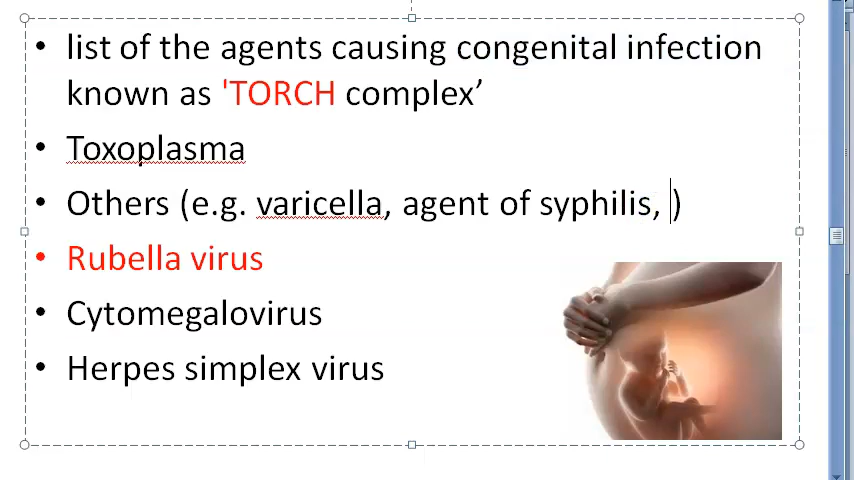 • list of the agents causing congenital infection
known as 'TORCH complex’
• Toxoplasma
• Others (e.g. varicella, agent of syphilis, )
• Rubella virus
• Cytomegalovirus
• Herpes simplex virus